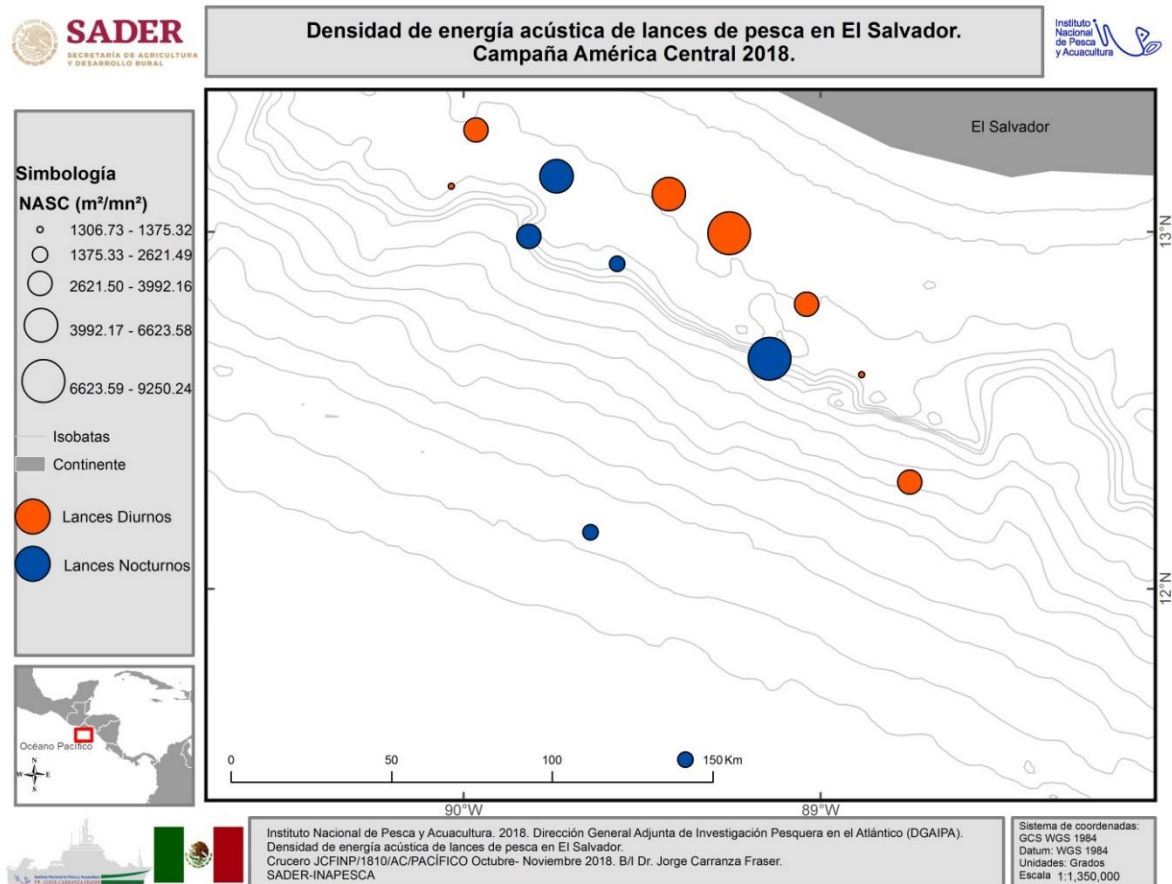 SADER
SECRETARÍA DE AGRICULTURA
Y DESARROLLO RURAL
Densidad de energía acústica de lances de pesca en El Salvador.
Campaña América Central 2018.
Instituto
Nacional
de Pesca
y Acuacultura
Simbología
NASC (m²/mn²)
1306.73 - 1375.32
1375.33 - 2621.49
2621.50 - 3992.16
3992.17 - 6623.58
6623.59 - 9250.24
Isobatas
Continente
Lances Diurnos
Lances Nocturnos
El Salvador
13°N
12°N
90°W
89°W
0
50
100
150 Km
Océano Pacífico
N
W
E
S
Instituto Nacional de Pesca y Acuacultura. 2018. Dirección General Adjunta de Investigación Pesquera en el Atlántico (DGAIPA).
Densidad de energía acústica de lances de pesca en El Salvador.
Crucero JCFINP/1810/AC/PACÍFICO Octubre- Noviembre 2018. B/I Dr. Jorge Carranza Fraser.
SADER-INAPESCA
Sistema de coordenadas:
GCS WGS 1984
Datum: WGS 1984
Unidades: Grados
Escala 1:1,350,000